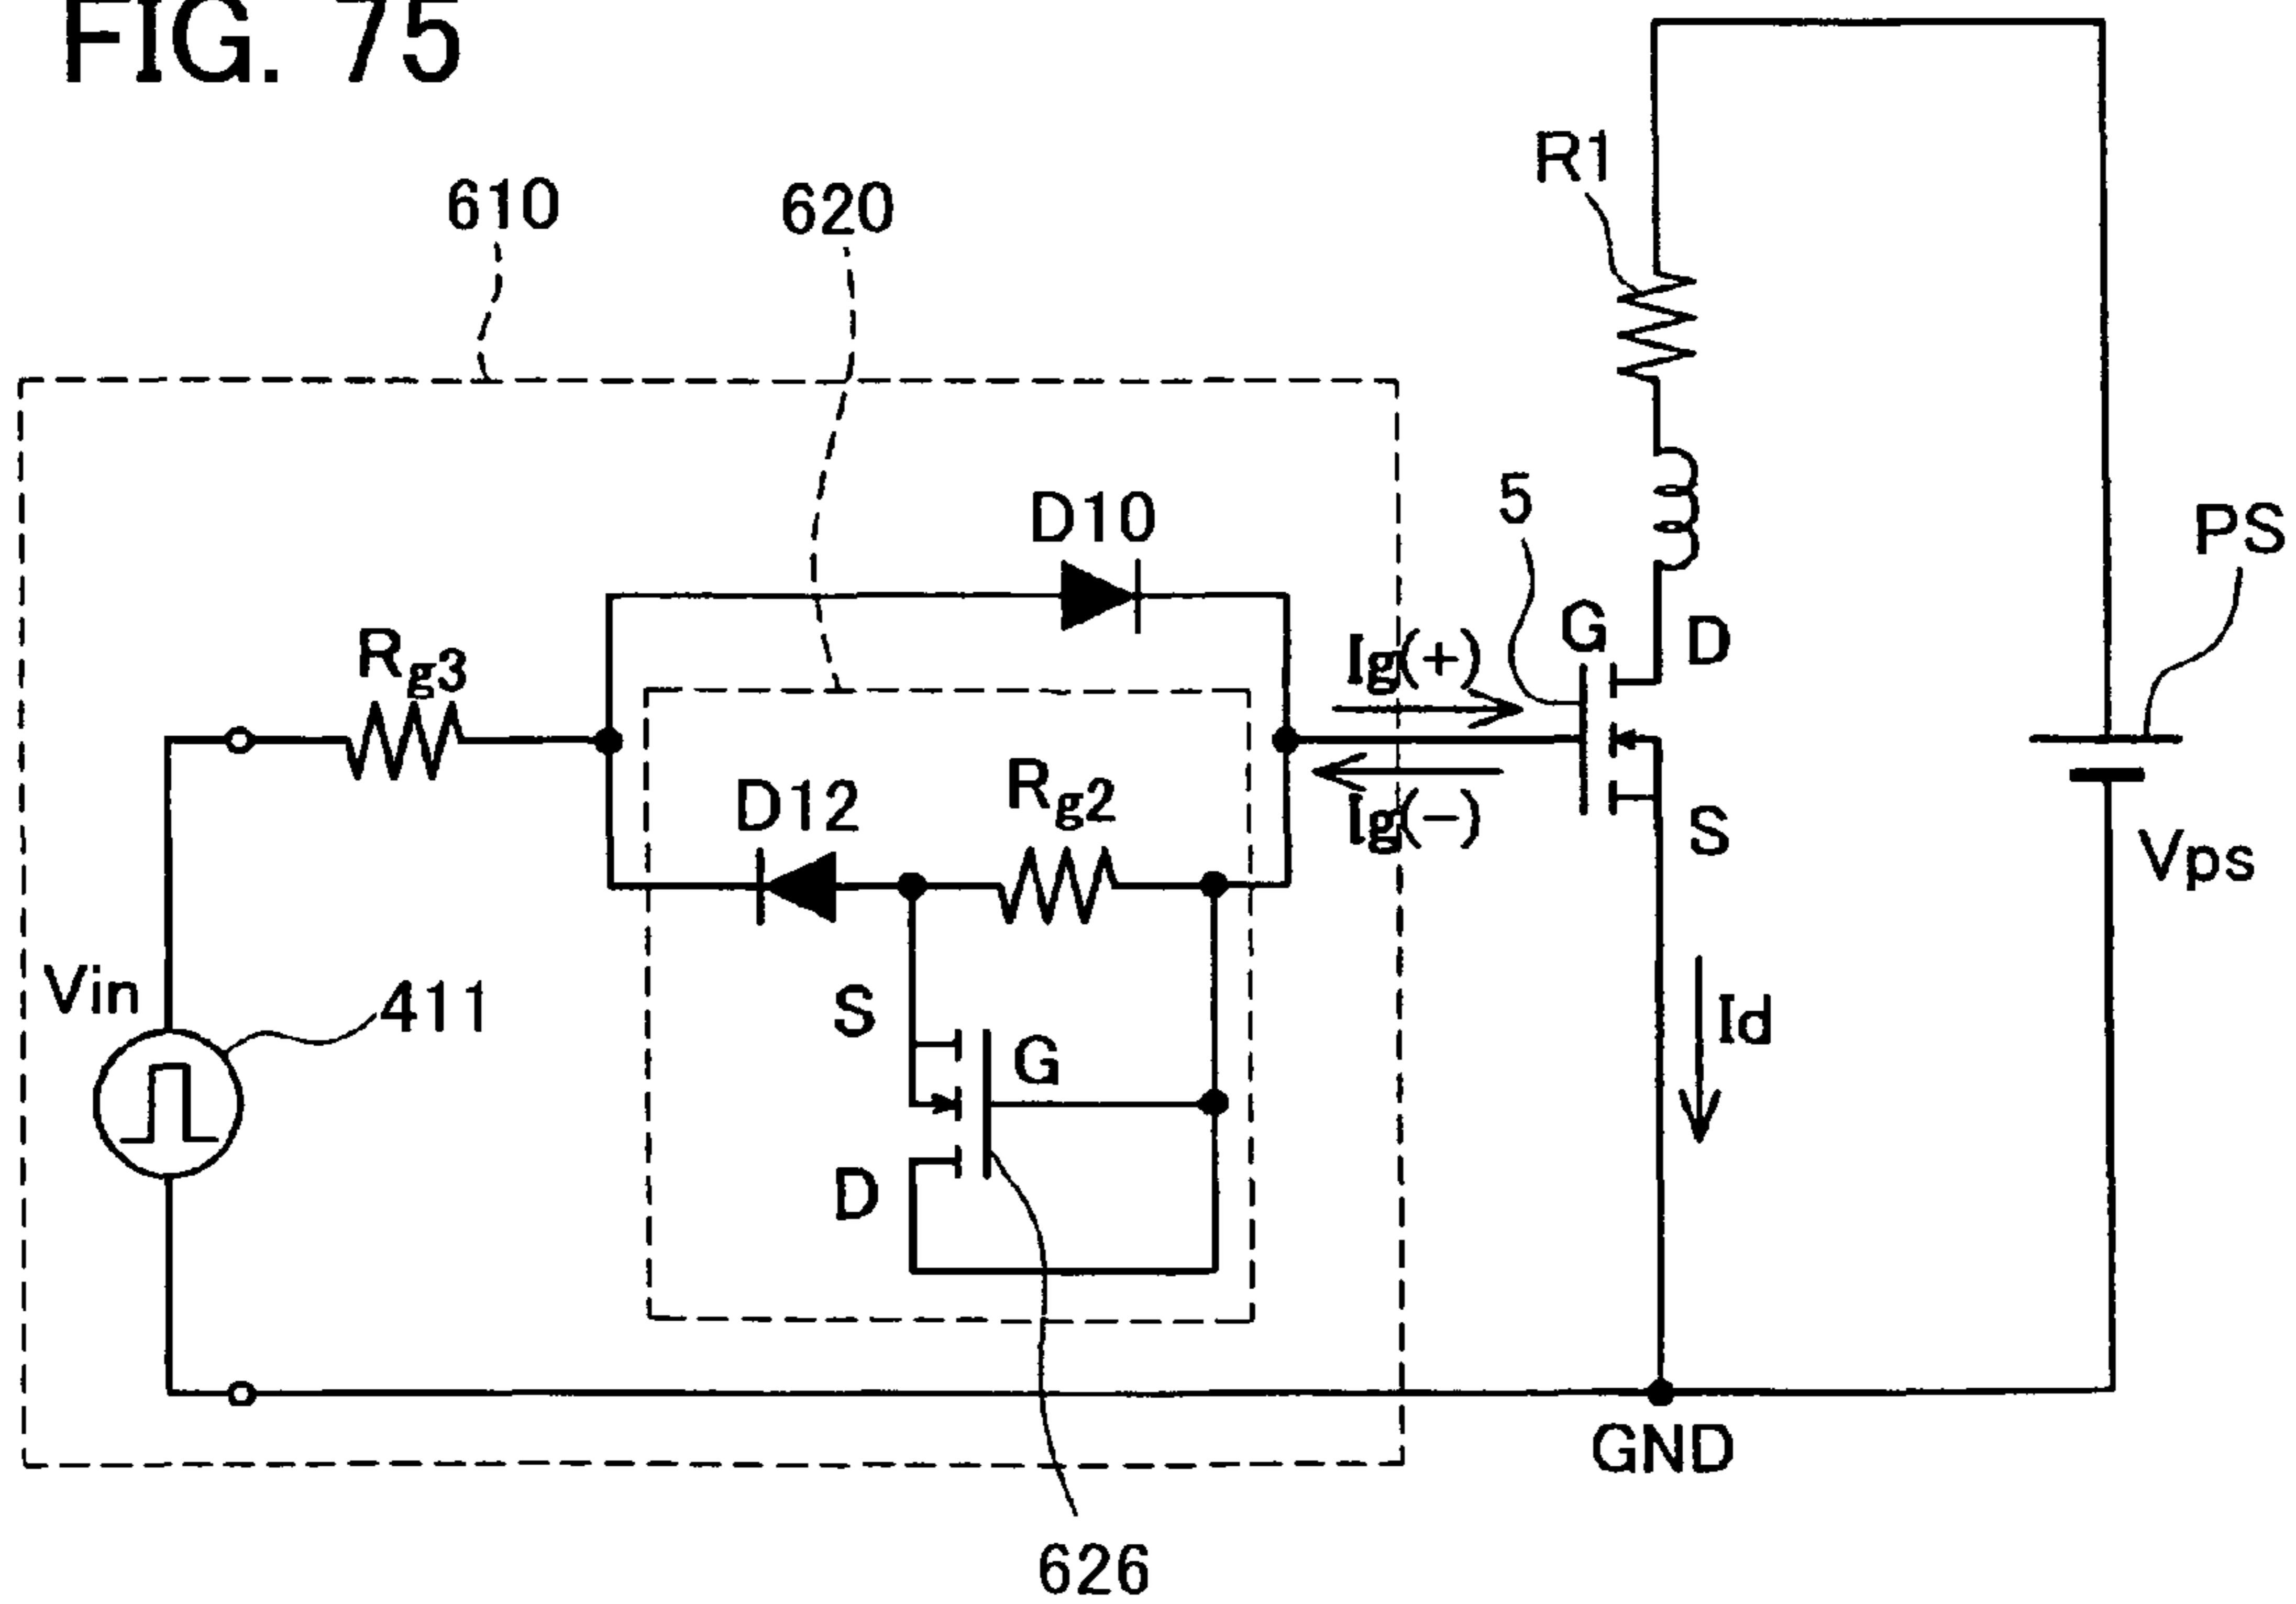 FIG. 75
R1
610
620
5
PS
D10
G
D
Ig(+)
Rg3
D12
Rg2
Ig(−)
S
Vps
Vin
411
S
G
Id
D
GND
626